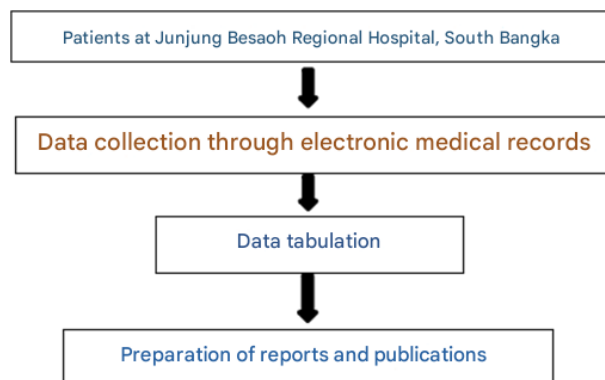 Patients at Junjung Besaoh Regional Hospital, South Bangka
Data collection through electronic medical records
Data tabulation
Preparation of reports and publications